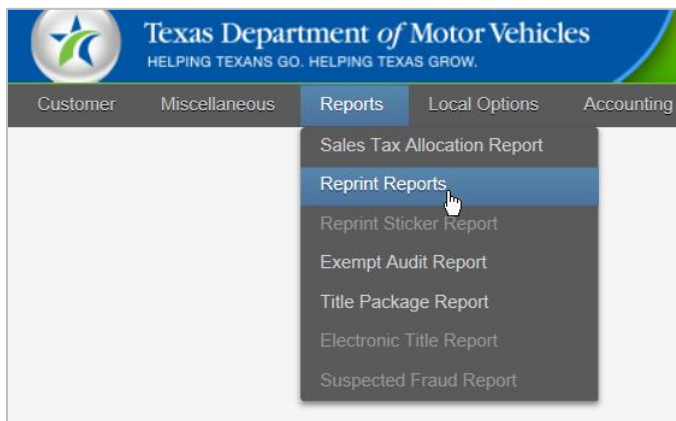 Texas Department of Motor Vehicles
HELPING TEXANS GO. HELPING TEXAS GROW.
Customer Miscellaneous Reports Local Options Accounting
Sales Tax Allocation Report
Reprint Reports
Reprint Sticker Report
Exempt Audit Report
Title Package Report
Electronic Title Report
Suspected Fraud Report